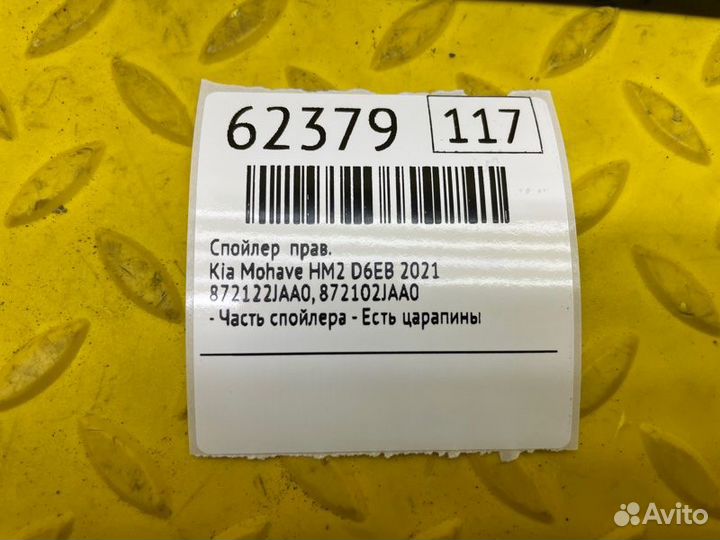 62379 117
Спойлер прав.
Kia Mohave HM2 D6EB 2021
872122JAA0, 872102JAA0
- Часть спойлера - Есть царапины
Avito